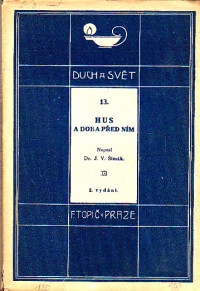 DUCH A SVĚT
13.
HUS
A DOBA PŘED NÍM
Napsal
Dr. J. V. Šimák.
2. vydání.
F. TOPIČ V PRAZE